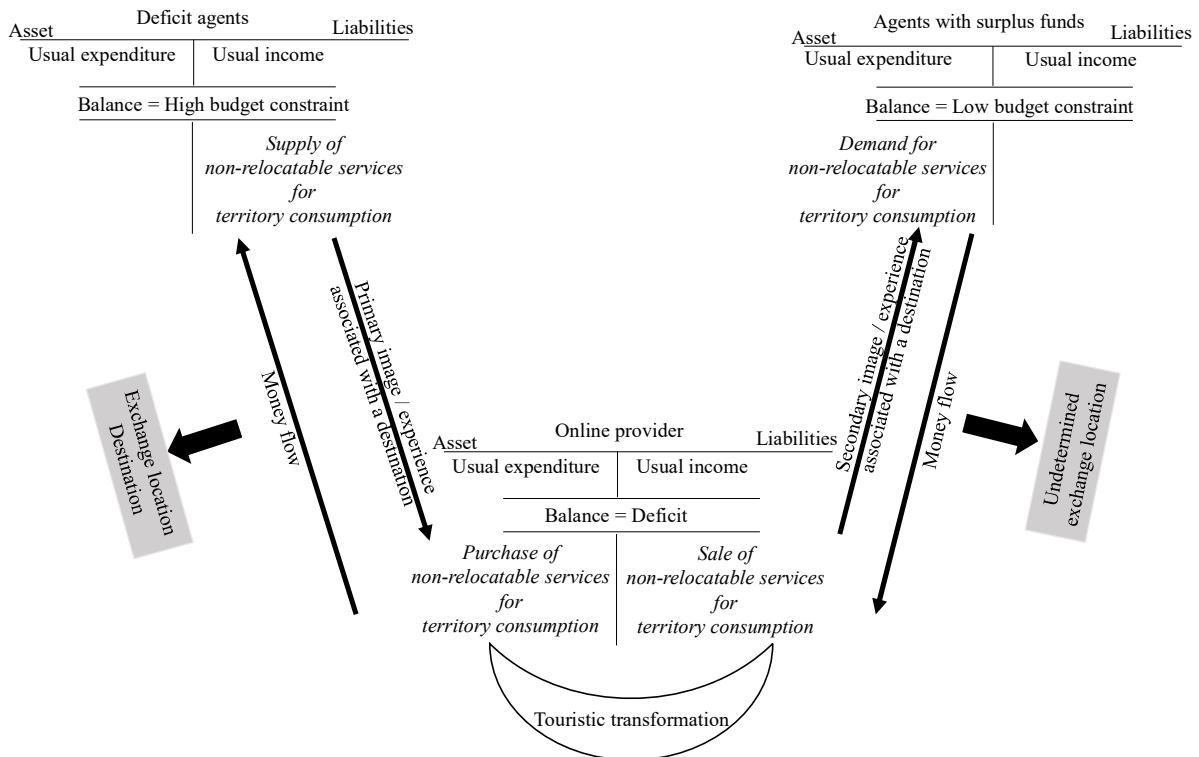 Deficit agents
Asset
Liabilities
Usual expenditure
Usual income
Balance = High budget constraint
Supply of
non-relocatable services
for
territory consumption
Agents with surplus funds
Asset
Liabilities
Usual expenditure
Usual income
Balance = Low budget constraint
Demand for
non-relocatable services
for
territory consumption
Primary image / experience
associated with a destination
Money flow
Exchange location
Destination
Secondary image / experience
associated with a destination
Money flow
Undetermined
exchange location
Online provider
Asset
Liabilities
Usual expenditure
Usual income
Balance = Deficit
Purchase of
non-relocatable services
for
territory consumption
Sale of
non-relocatable services
for
territory consumption
Touristic transformation